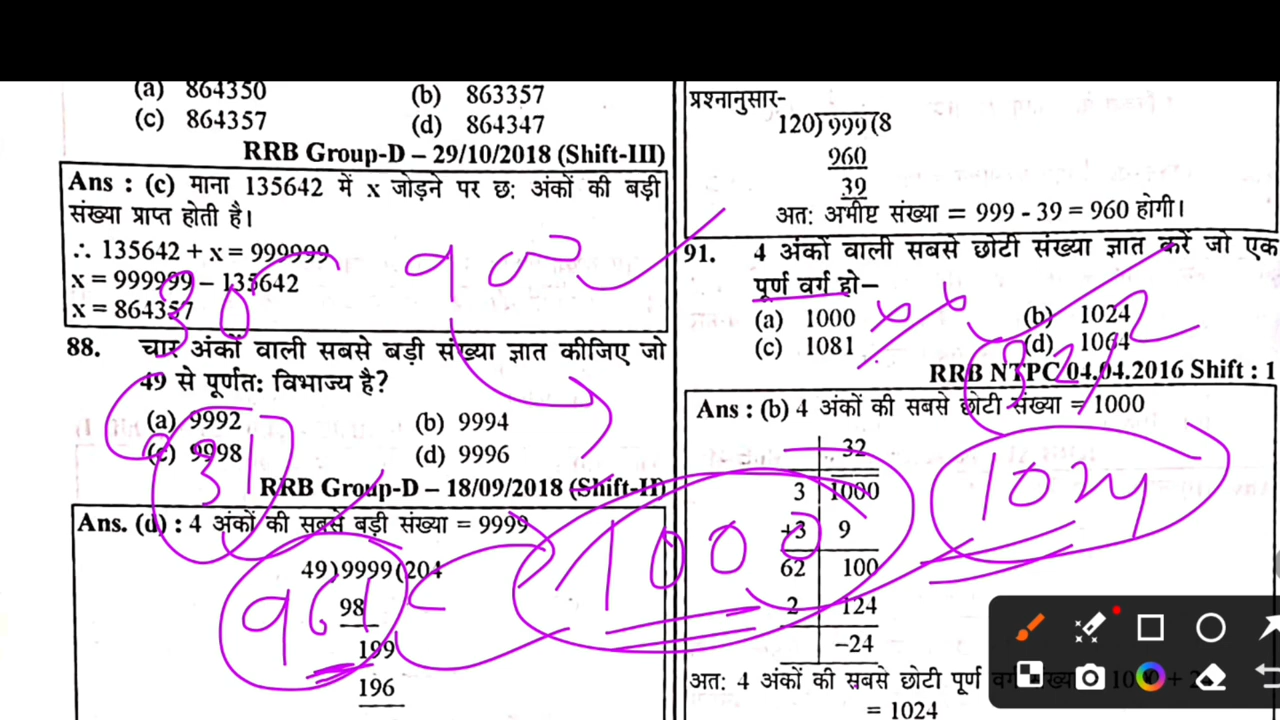 (a) 864350 (b) 863357
(c) 864357 (d) 864347
RRB Group-D – 29/10/2018 (Shift-III)
Ans : (c) माना 135642 में x जोड़ने पर छ: अंकों की बड़ी
संख्या प्राप्त होती है।
∴ 135642 + x = 999999
x = 999999 – 135642
x = 864357
30 900
88. चार अंकों वाली सबसे बड़ी संख्या ज्ञात कीजिए जो
49 से पूर्णत: विभाज्य है?
(a) 9992 (b) 9994
(c) 9998 (d) 9996
31
RRB Group-D – 18/09/2018 (Shift-II)
Ans. (d) : 4 अंकों की सबसे बड़ी संख्या = 9999
49)9999(204
98
199
196
961
1000
प्रश्नानुसार-
120)999(8
960
39
अत: अभीष्ट संख्या = 999 - 39 = 960 होगी।
91. 4 अंकों वाली सबसे छोटी संख्या ज्ञात करें जो एक
पूर्ण वर्ग हो–
(a) 1000 (b) 1024
(c) 1081 (d) 1064
32
RRB NTPC 04.04.2016 Shift : 1
Ans : (b) 4 अंकों की सबसे छोटी संख्या = 1000
32
3 1000
+3 9
62 100
2 124
–24
1024
अत: 4 अंकों की सबसे छोटी पूर्ण वर्ग
= 1024